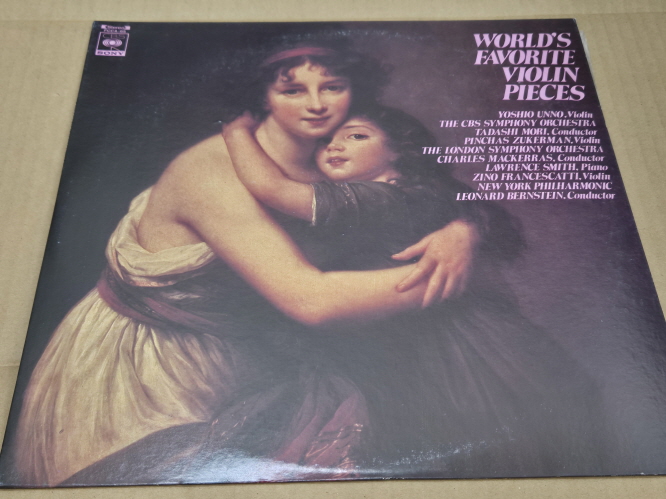 SONY
WORLD'S
FAVORITE
VIOLIN
PIECES
YOSHIO UNNO, Violin
THE CBS SYMPHONY ORCHESTRA
TADASHI MORI, Conductor
PINCHAS ZUKERMAN, Violin
THE LONDON SYMPHONY ORCHESTRA
CHARLES MACKERRAS, Conductor
LAWRENCE SMITH, Piano
ZINO FRANCESCATTI, Violin
NEW YORK PHILHARMONIC
LEONARD BERNSTEIN, Conductor